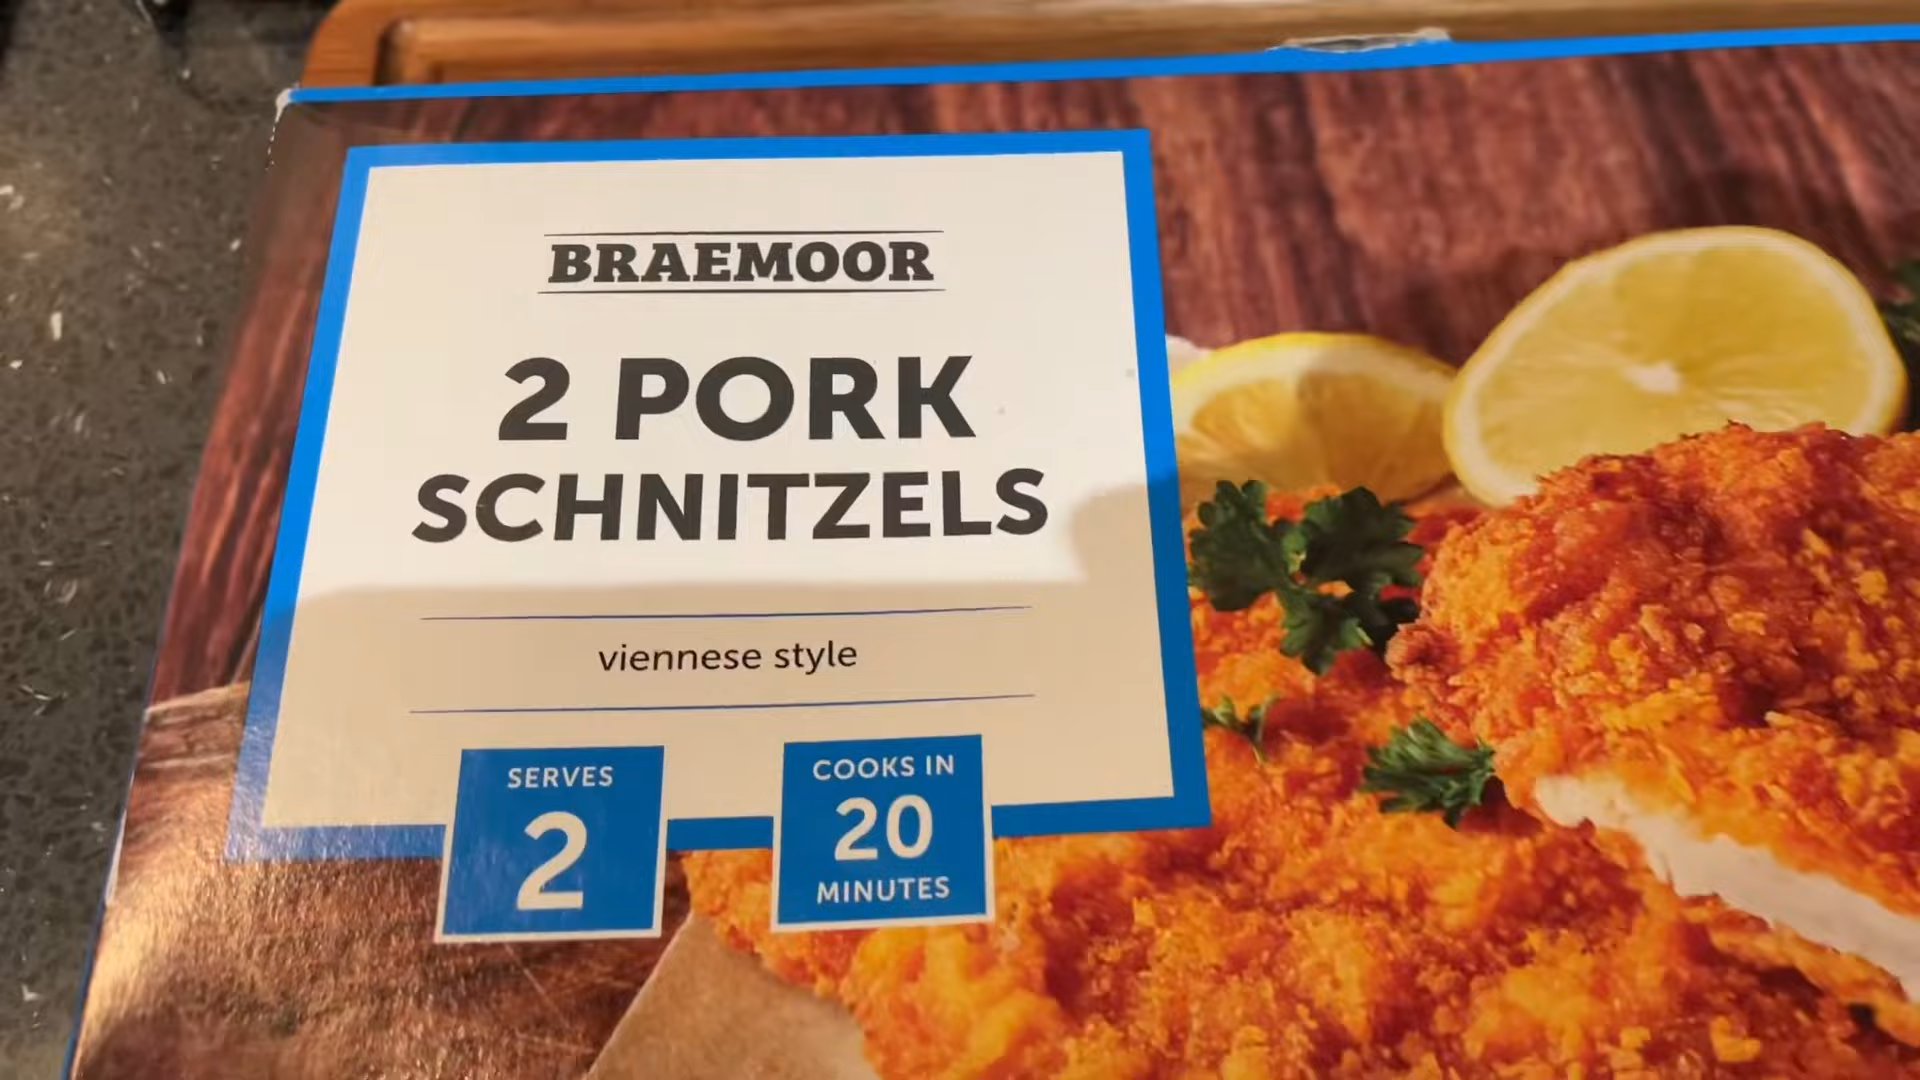 BRAEMOOR
2 PORK
SCHNITZELS
viennese style
SERVES
2
COOKS IN
20
MINUTES